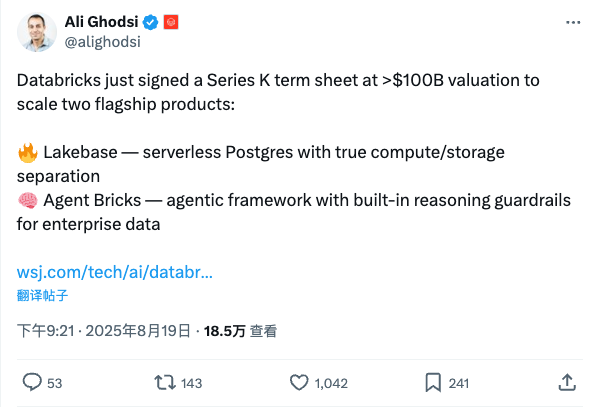 Ali Ghodsi
@alighodsi
Databricks just signed a Series K term sheet at >$100B valuation to
scale two flagship products:
🔥 Lakebase — serverless Postgres with true compute/storage
separation
🧠 Agent Bricks — agentic framework with built-in reasoning guardrails
for enterprise data
wsj.com/tech/ai/databr...
翻译帖子
下午9:21 · 2025年8月19日 · 18.5万 查看
53 143 1,042 241